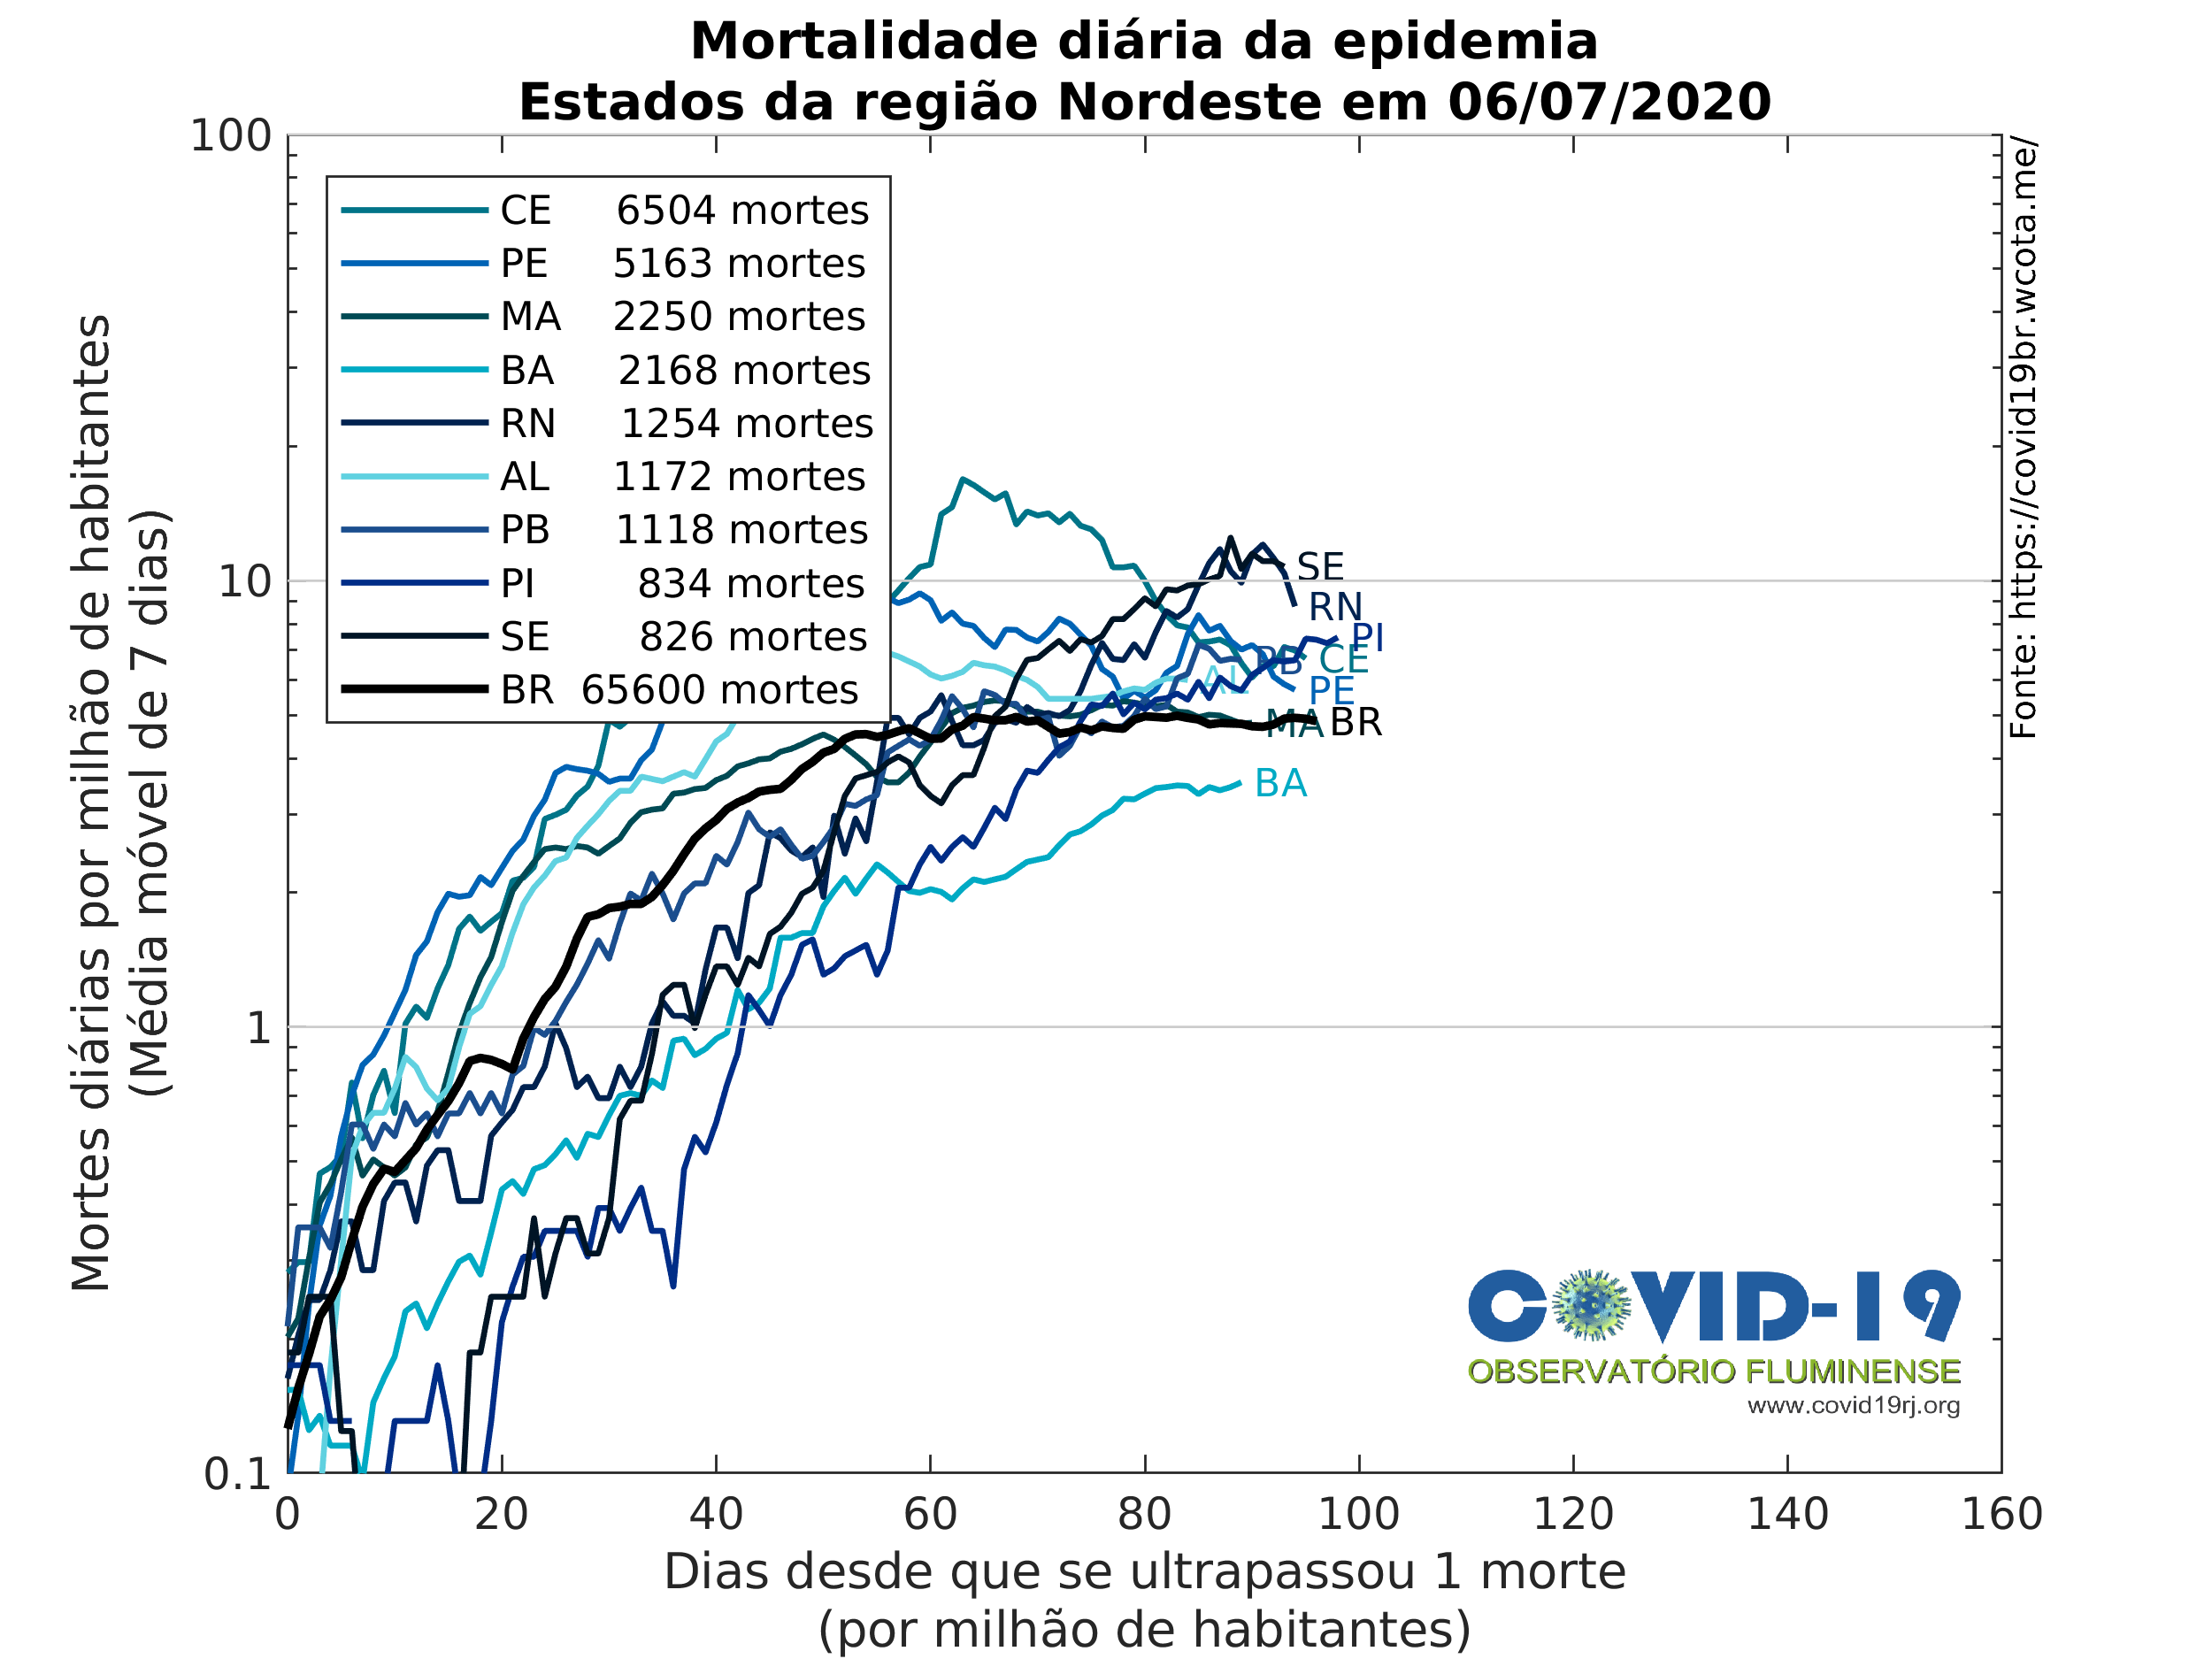 Mortalidade diária da epidemia
Estados da região Nordeste em 06/07/2020
Mortes diárias por milhão de habitantes
(Média móvel de 7 dias)
100
10
1
0.1
CE 6504 mortes
PE 5163 mortes
MA 2250 mortes
BA 2168 mortes
RN 1254 mortes
AL 1172 mortes
PB 1118 mortes
PI 834 mortes
SE 826 mortes
BR 65600 mortes
SE
RN
PI
PB
CE
AL
PE
MA
BR
BA
Fonte: https://covid19br.wcota.me/
COVID-19
OBSERVATÓRIO FLUMINENSE
www.covid19rj.org
0 20 40 60 80 100 120 140 160
Dias desde que se ultrapassou 1 morte
(por milhão de habitantes)